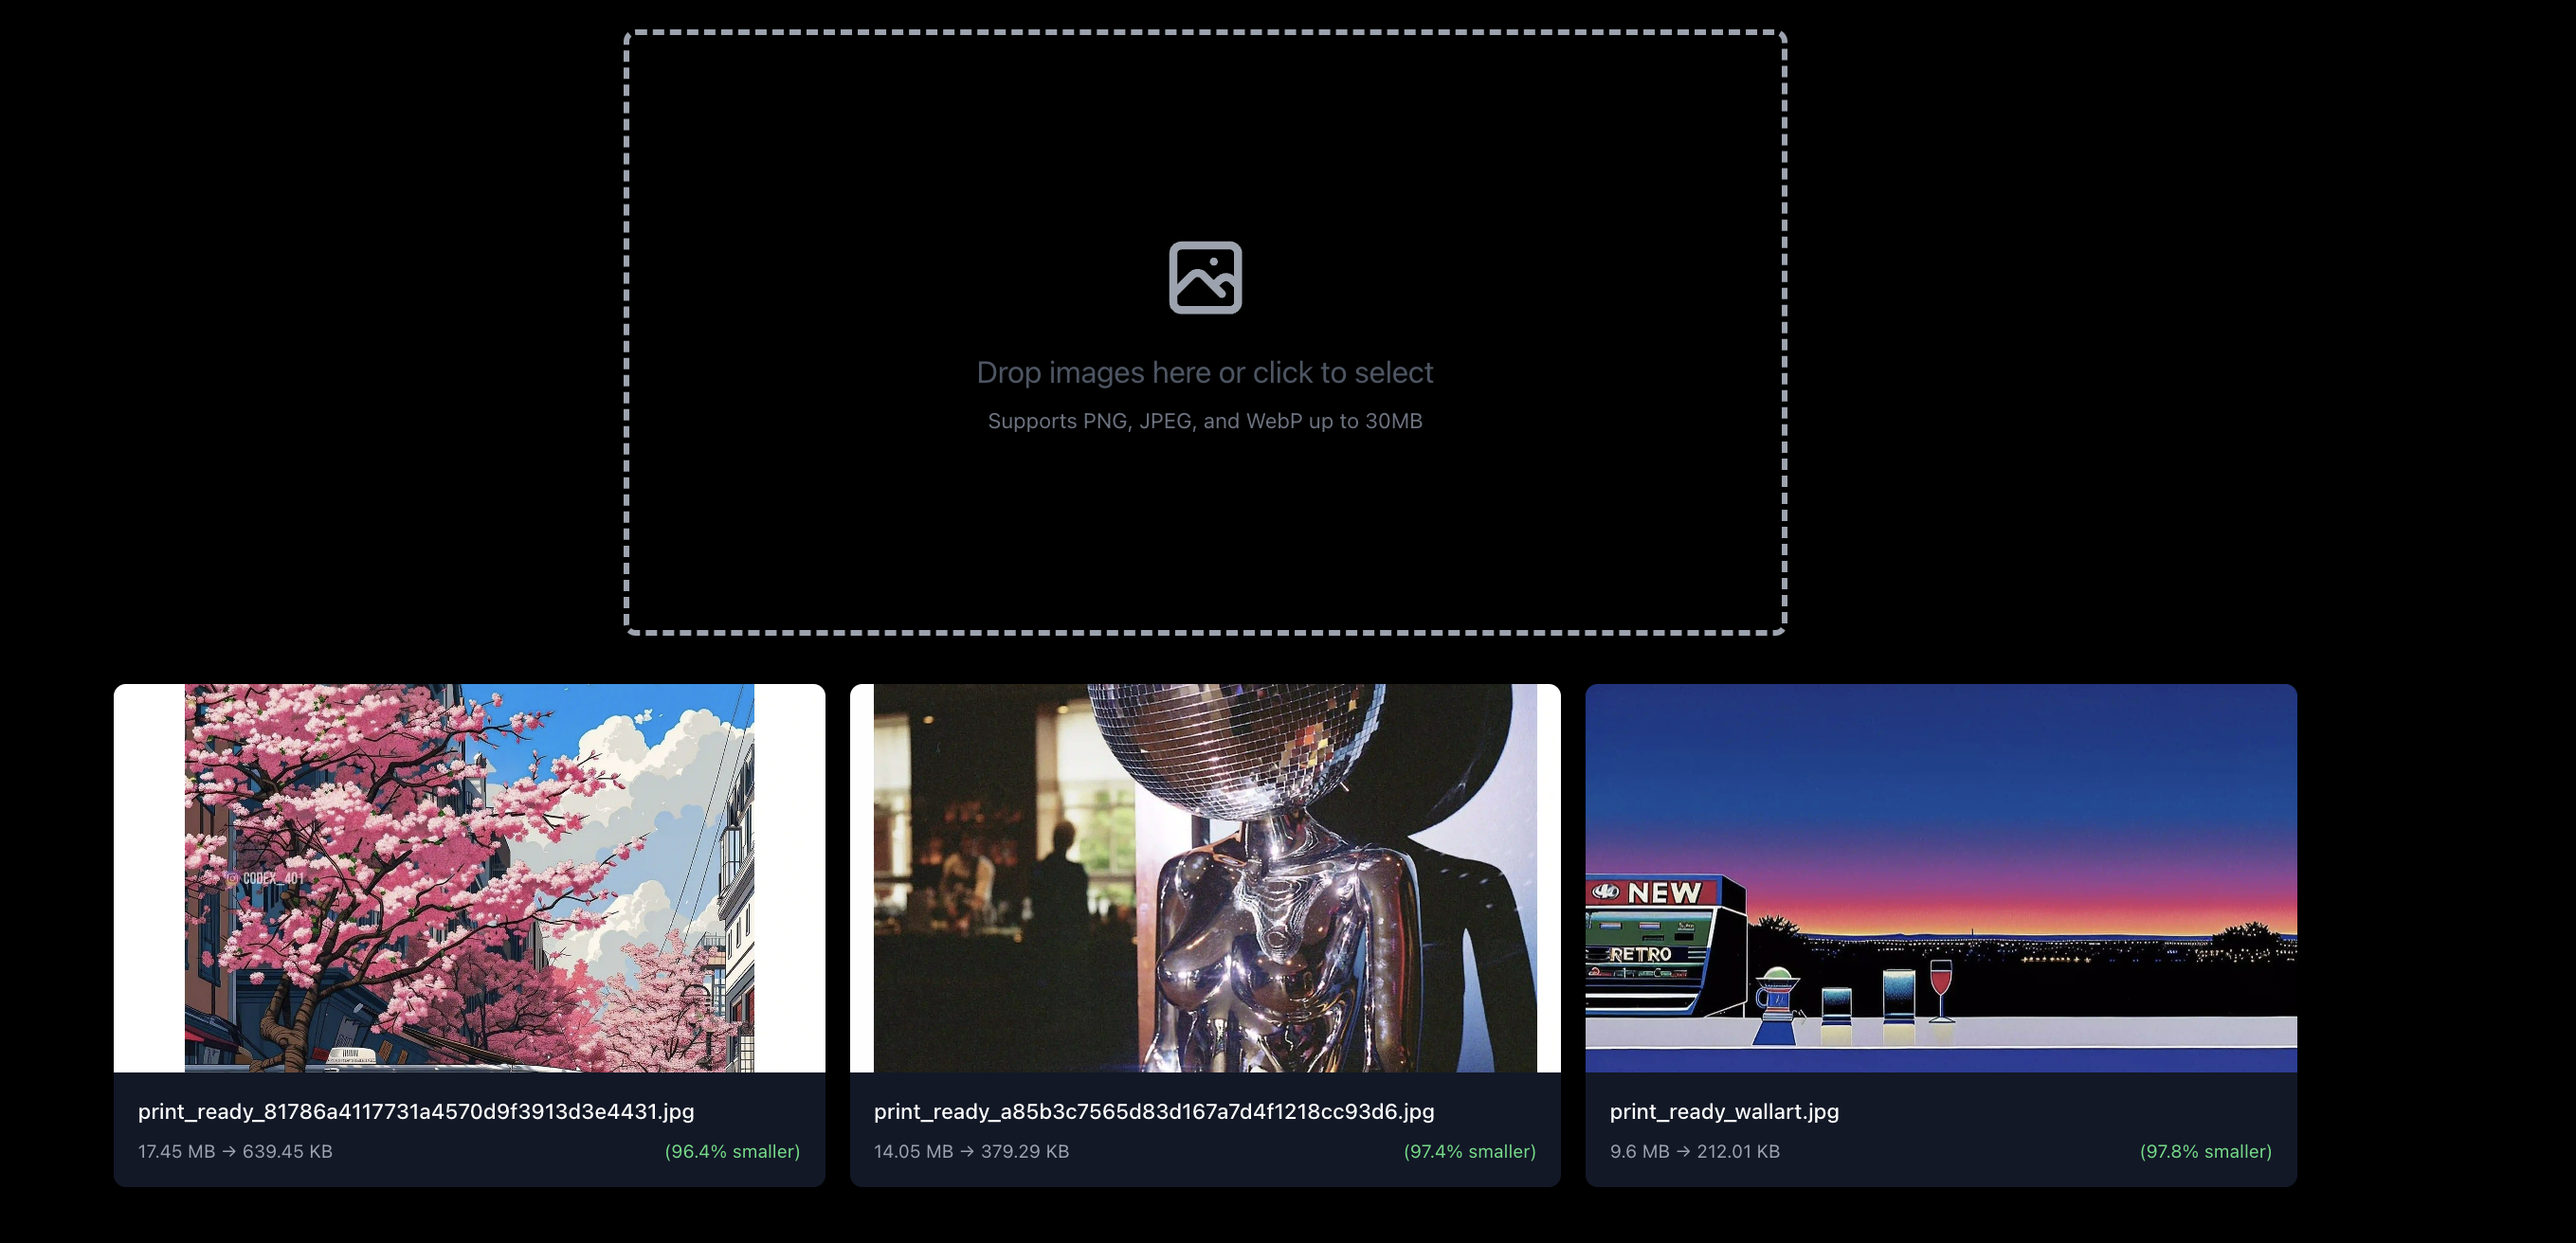 Drop images here or click to select
Supports PNG, JPEG, and WebP up to 30MB
CODEX_401
NEW
RETRO
print_ready_81786a4117731a4570d9f3913d3e4431.jpg
17.45 MB → 639.45 KB
(96.4% smaller)
print_ready_a85b3c7565d83d167a7d4f1218cc93d6.jpg
14.05 MB → 379.29 KB
(97.4% smaller)
print_ready_wallart.jpg
9.6 MB → 212.01 KB
(97.8% smaller)